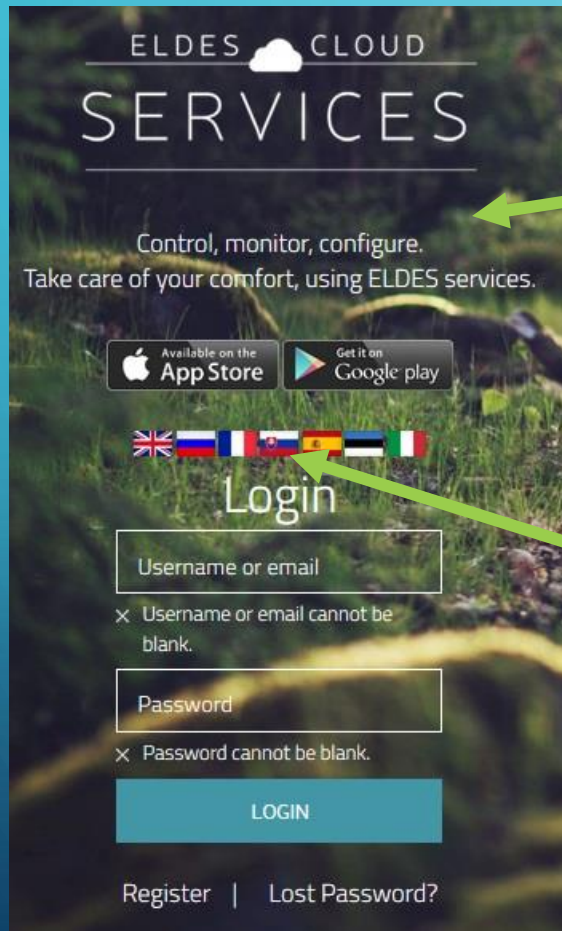 ELDES CLOUD
SERVICES
Control, monitor, configure.
Take care of your comfort, using ELDES services.
Available on the
App Store
Get it on
Google play
Login
Username or email
× Username or email cannot be
blank.
Password
× Password cannot be blank.
LOGIN
Register | Lost Password?